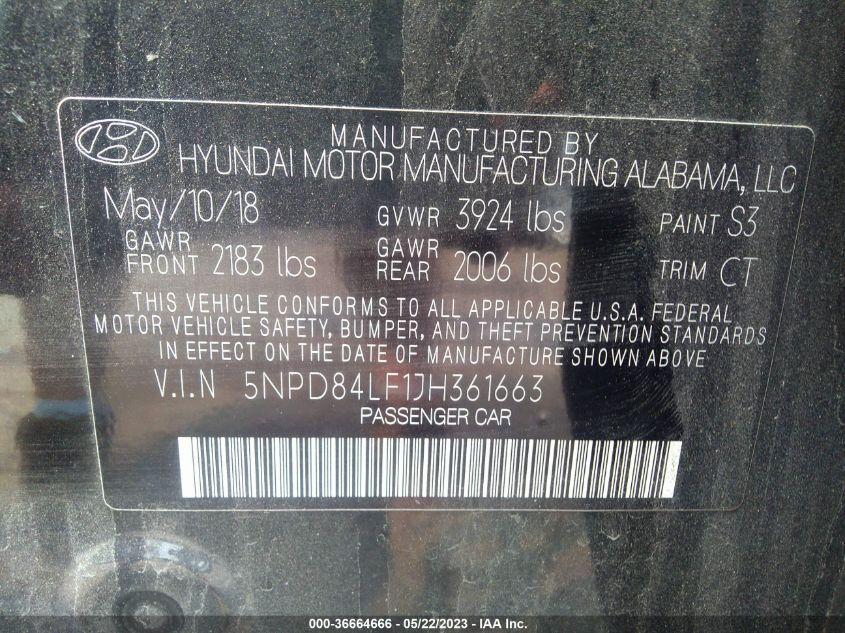 MANUFACTURED BY
HYUNDAI MOTOR MANUFACTURING ALABAMA, LLC
May/10/18 GVWR 3924 lbs PAINT S3
GAWR FRONT 2183 lbs GAWR REAR 2006 lbs TRIM CT
THIS VEHICLE CONFORMS TO ALL APPLICABLE U.S.A. FEDERAL
MOTOR VEHICLE SAFETY, BUMPER, AND THEFT PREVENTION STANDARDS
IN EFFECT ON THE DATE OF MANUFACTURE SHOWN ABOVE
V.I.N 5NPD84LF1JH361663
PASSENGER CAR
000-36664666 - 05/22/2023 - IAA Inc.